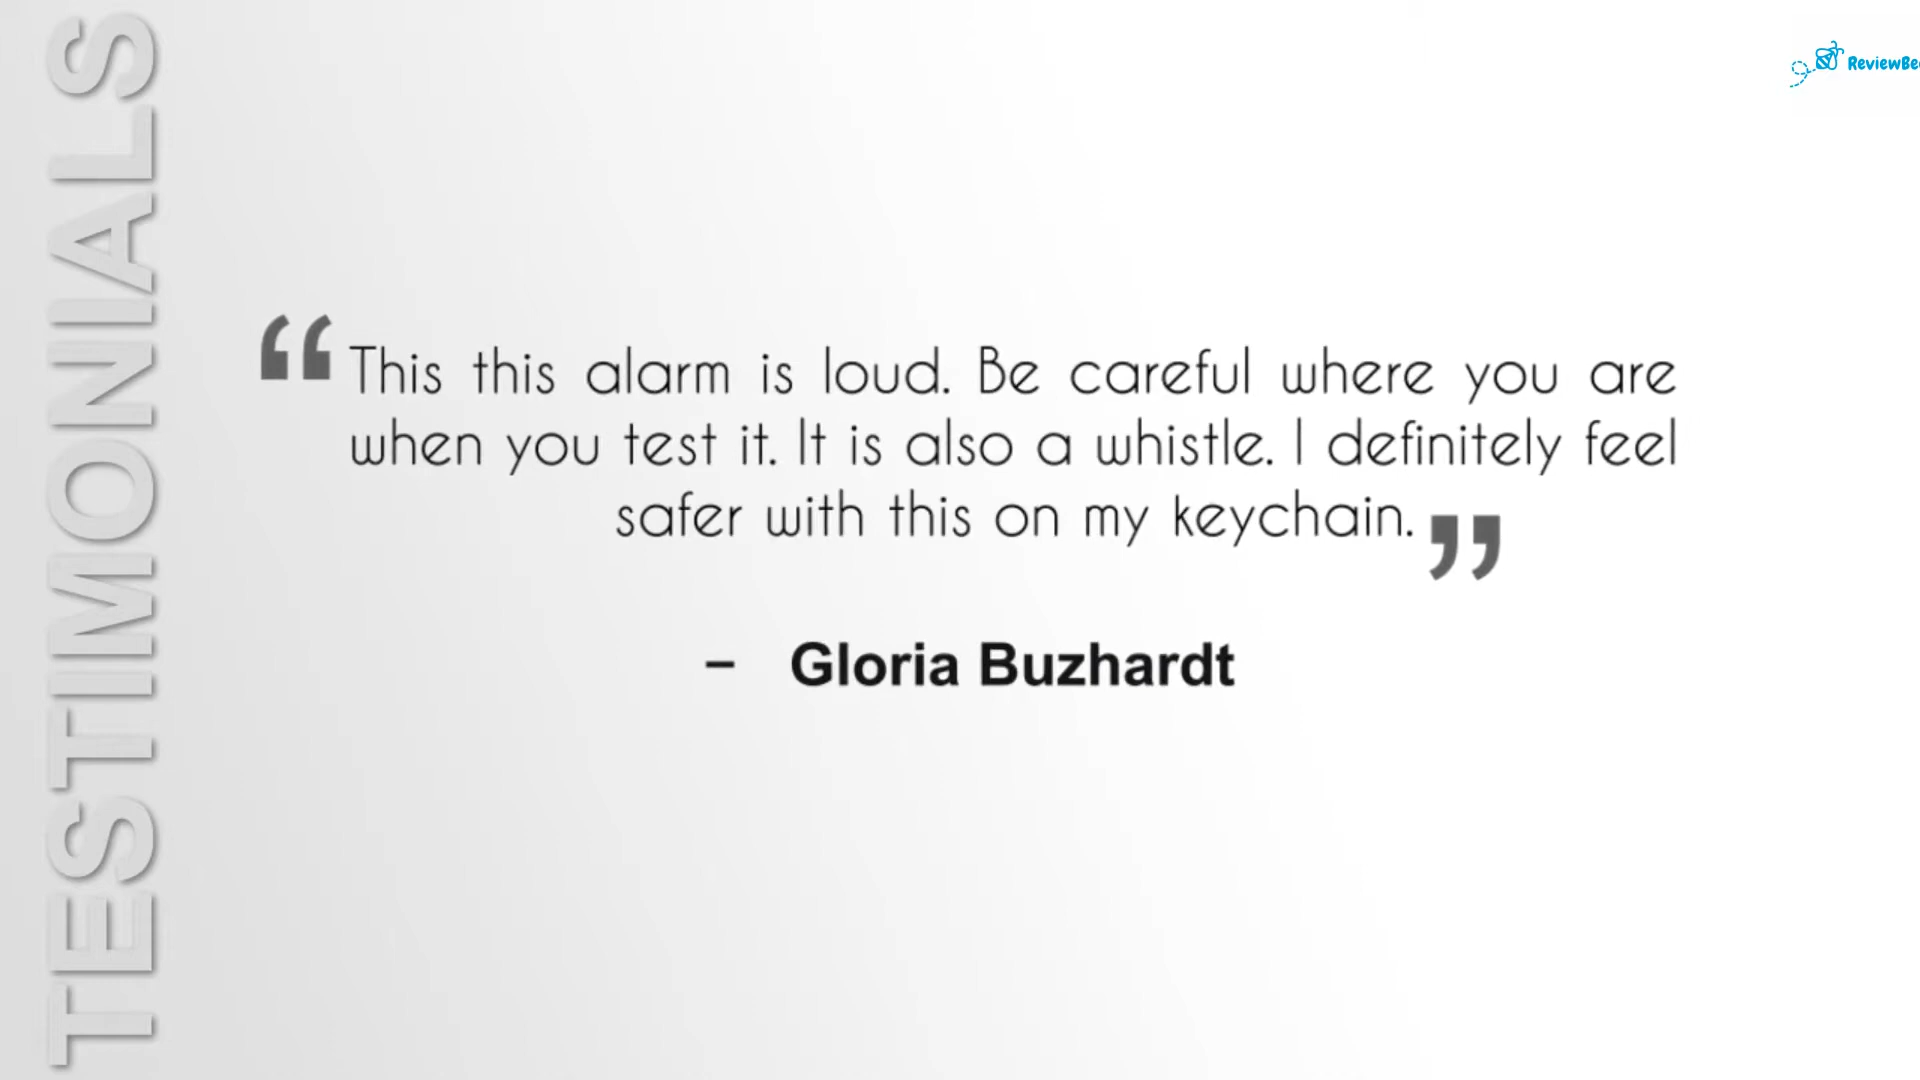 TESTIMONIALS
ReviewBee
“This this alarm is loud. Be careful where you are
when you test it. It is also a whistle. I definitely feel
safer with this on my keychain.”
– Gloria Buzhardt